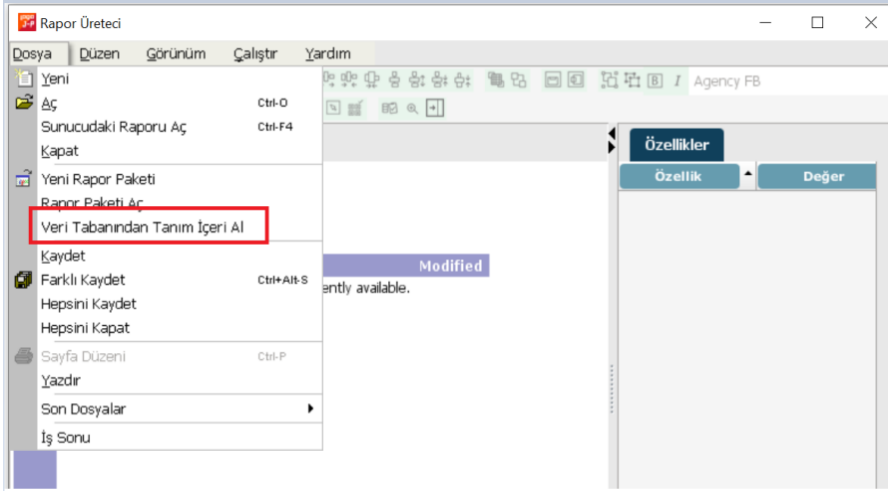 Rapor Üreteci
Dosya Düzen Görünüm Çalıştır Yardım
Yeni
Agency FB
Aç Ctrl-O
Sunucudaki Raporu Aç Ctrl-F4
Kapat
Özellikler
Özellik Değer
Yeni Rapor Paketi
Rapor Paketi Aç
Veri Tabanından Tanım İçeri Al
Kaydet
Modified
Farklı Kaydet Ctrl+Alt-S
ently available.
Hepsini Kaydet
Hepsini Kapat
Sayfa Düzeni Ctrl-P
Yazdır
Son Dosyalar
İş Sonu